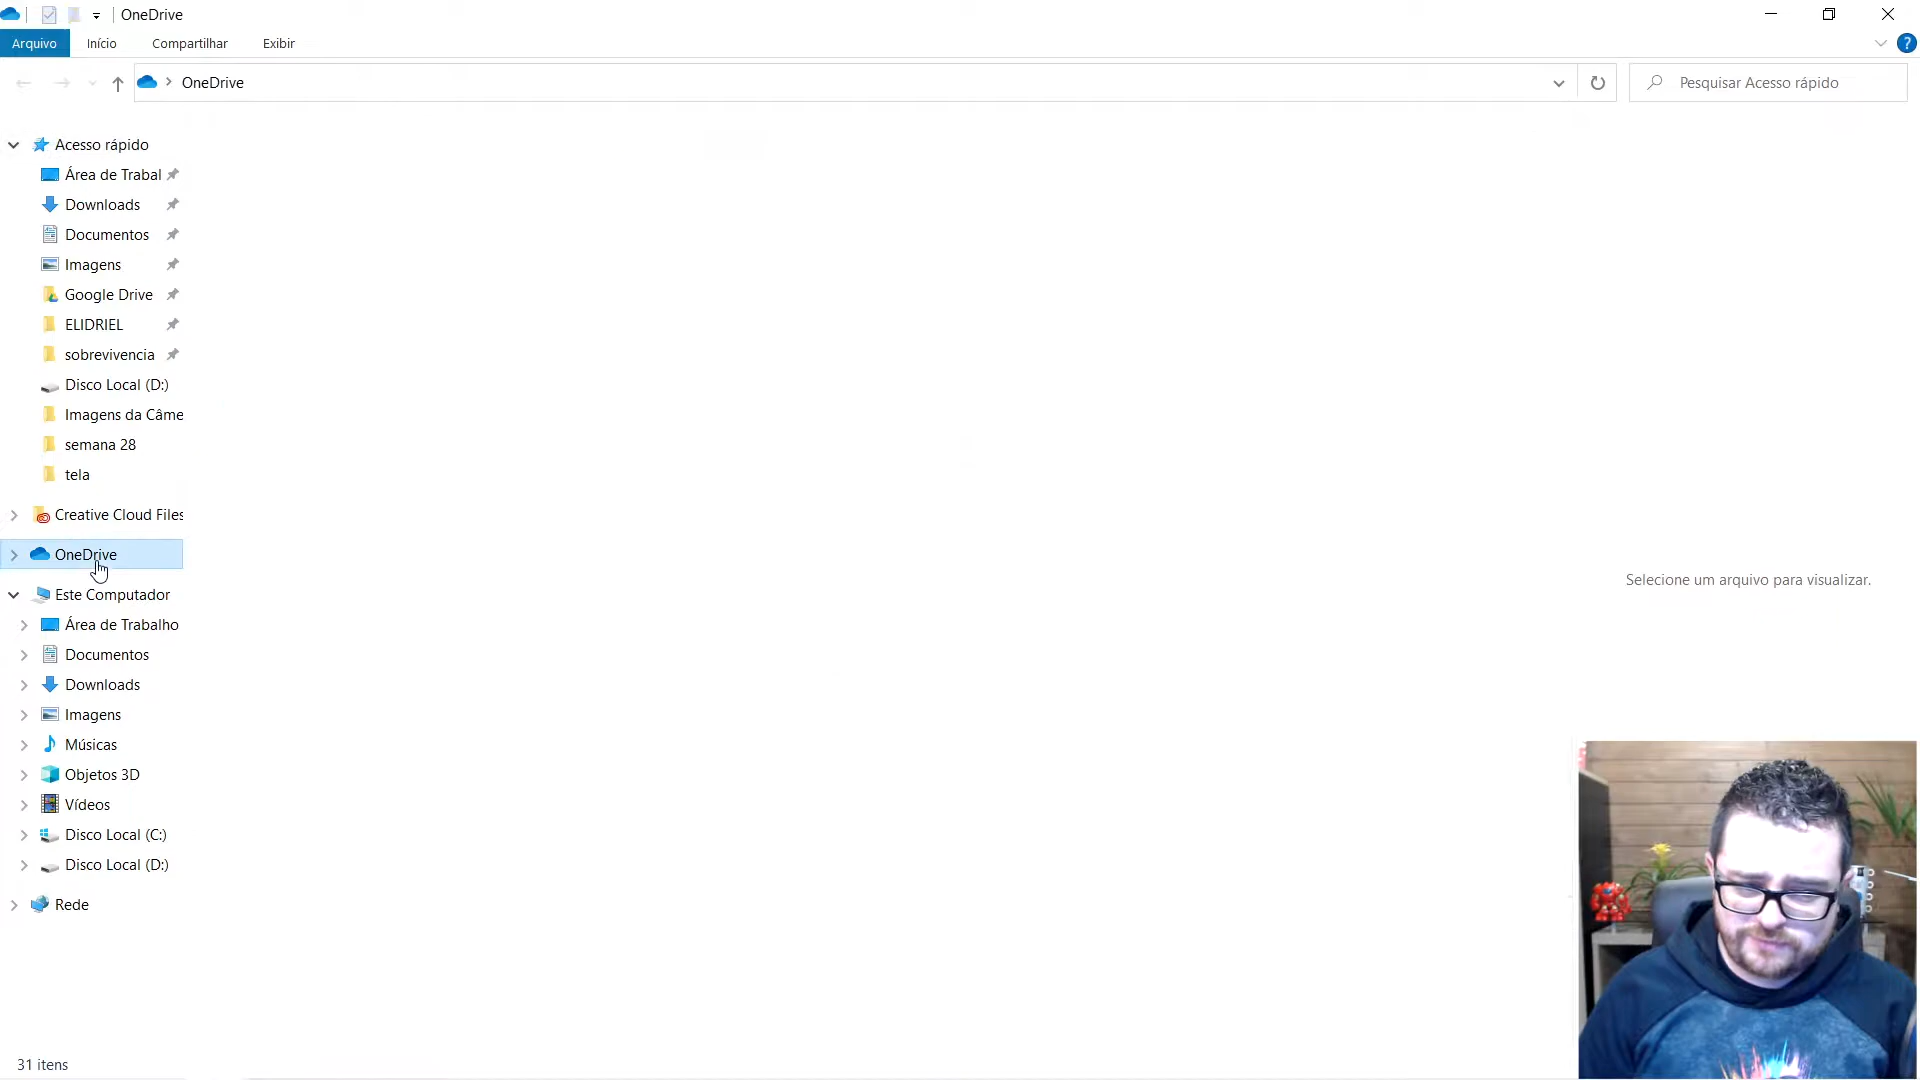 OneDrive
Arquivo
Início
Compartilhar
Exibir
?
OneDrive
Pesquisar Acesso rápido
Acesso rápido
Área de Trabal
Downloads
Documentos
Imagens
Google Drive
ELIDRIEL
sobrevivencia
Disco Local (D:)
Imagens da Câme
semana 28
tela
Creative Cloud Files
OneDrive
Este Computador
Área de Trabalho
Documentos
Downloads
Imagens
Músicas
Objetos 3D
Vídeos
Disco Local (C:)
Disco Local (D:)
Rede
Selecione um arquivo para visualizar.
31 itens